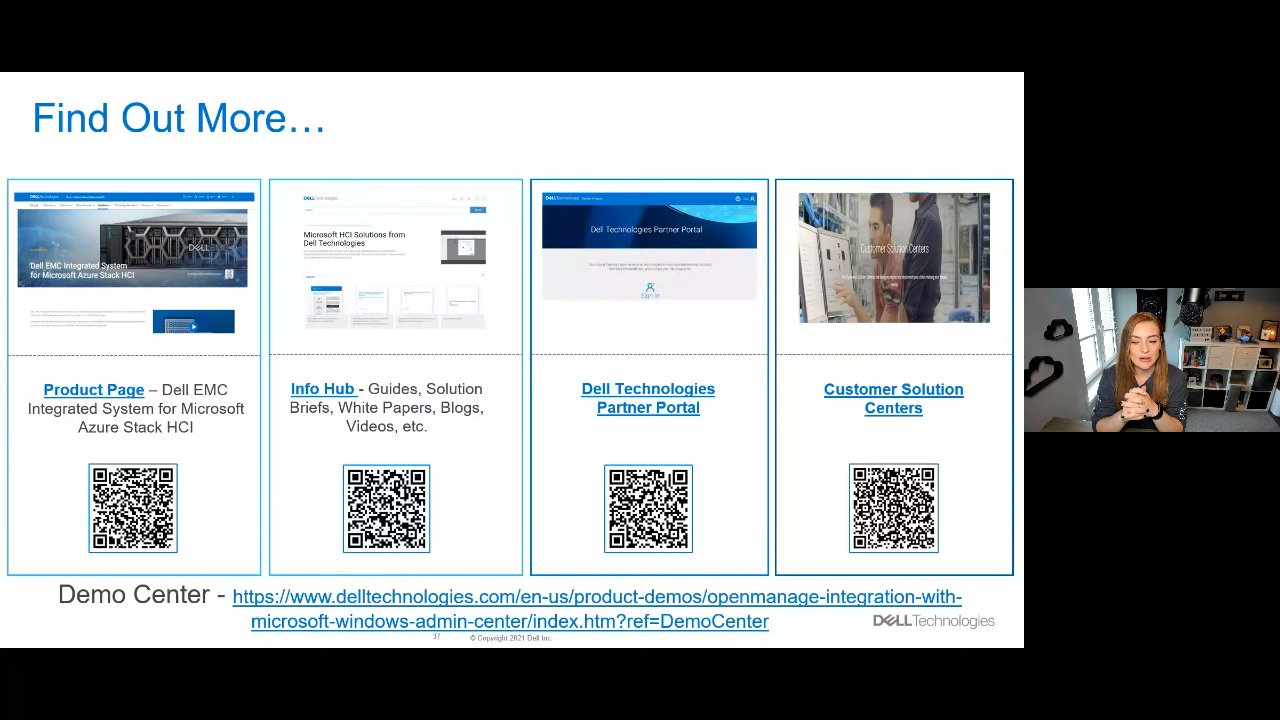 Find Out More…
DELL EMC
Dell EMC Integrated System
for Microsoft Azure Stack HCI
DELLTechnologies
Microsoft HCI Solutions from
Dell Technologies
DELLTechnologies
Dell Technologies Partner Portal
Sign In
Customer Solution Centers
Product Page – Dell EMC
Integrated System for Microsoft
Azure Stack HCI
Info Hub - Guides, Solution
Briefs, White Papers, Blogs,
Videos, etc.
Dell Technologies
Partner Portal
Customer Solution
Centers
Demo Center - https://www.delltechnologies.com/en-us/product-demos/openmanage-integration-with-
microsoft-windows-admin-center/index.htm?ref=DemoCenter
DELLTechnologies
37
© Copyright 2021 Dell Inc.